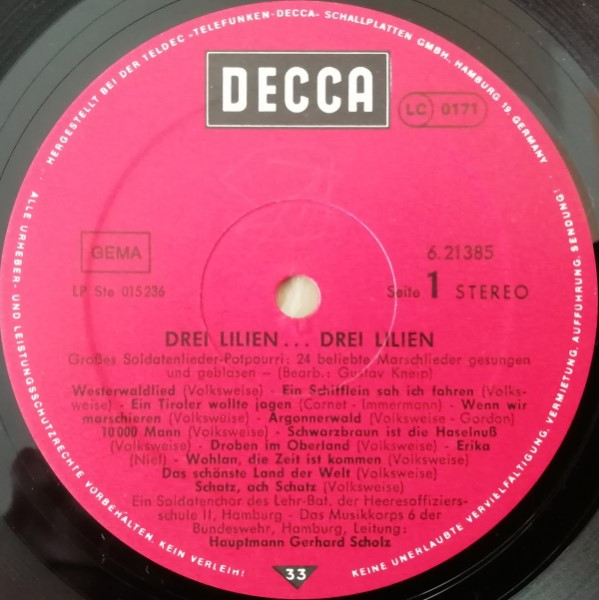 HERGESTELLT BEI DER TELDEC »TELEFUNKEN-DECCA« SCHALLPLATTEN GMBH, HAMBURG 19 GERMANY
DECCA
LC 0171
GEMA
6.21385
LP Ste 015236
Seite 1 STEREO
DREI LILIEN... DREI LILIEN
Großes Soldatenlieder-Potpourri: 24 beliebte Marschlieder gesungen
und geblasen – (Bearb.: Gustav Kneip)
Westerwaldlied (Volksweise) - Ein Schifflein sah ich fahren (Volks-
weise) - Ein Tiroler wollte jagen (Cornet - Immermann) - Wenn wir
marschieren (Volksweise) - Argonnerwald (Volksweise - Gordon)
10000 Mann (Volksweise) - Schwarzbraun ist die Haselnuß
(Volksweise) - Droben im Oberland (Volksweise) - Erika
(Niel) - Wohlan, die Zeit ist kommen (Volksweise)
Das schönste Land der Welt (Volksweise)
Schatz, ach Schatz (Volksweise)
Ein Soldatenchor des Lehr-Bat. der Heeresoffiziers-
schule II, Hamburg - Das Musikkorps 6 der
Bundeswehr, Hamburg, Leitung:
Hauptmann Gerhard Scholz
33
ALLE URHEBER- UND LEISTUNGSSCHUTZRECHTE VORBEHALTEN. KEIN VERLEIH!
KEINE UNERLAUBTE VERVIELFÄLTIGUNG, VERMIETUNG, AUFFÜHRUNG, SENDUNG!